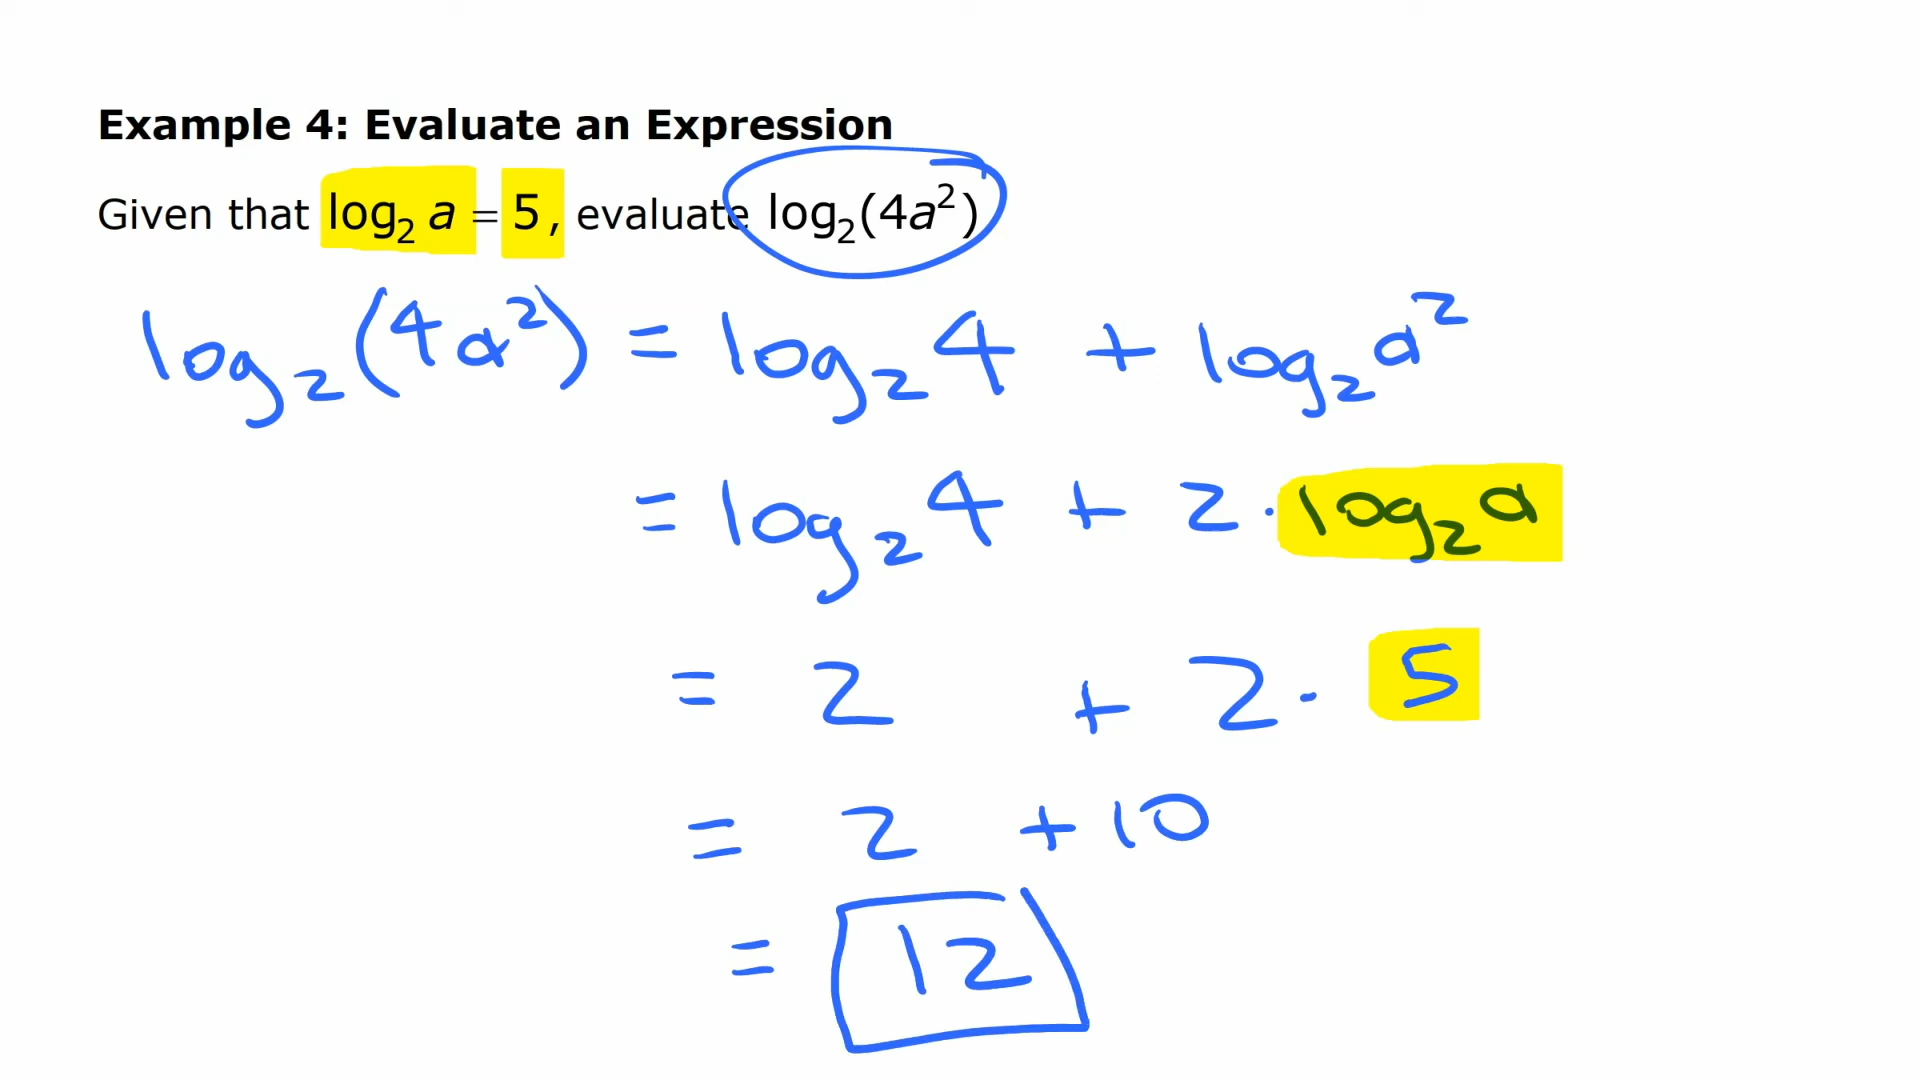 Example 4: Evaluate an Expression
Given that log₂ a = 5, evaluate log₂(4a²)
log₂(4a²) = log₂4 + log₂a²
= log₂4 + 2·log₂a
= 2 + 2·5
= 2 + 10
= 12